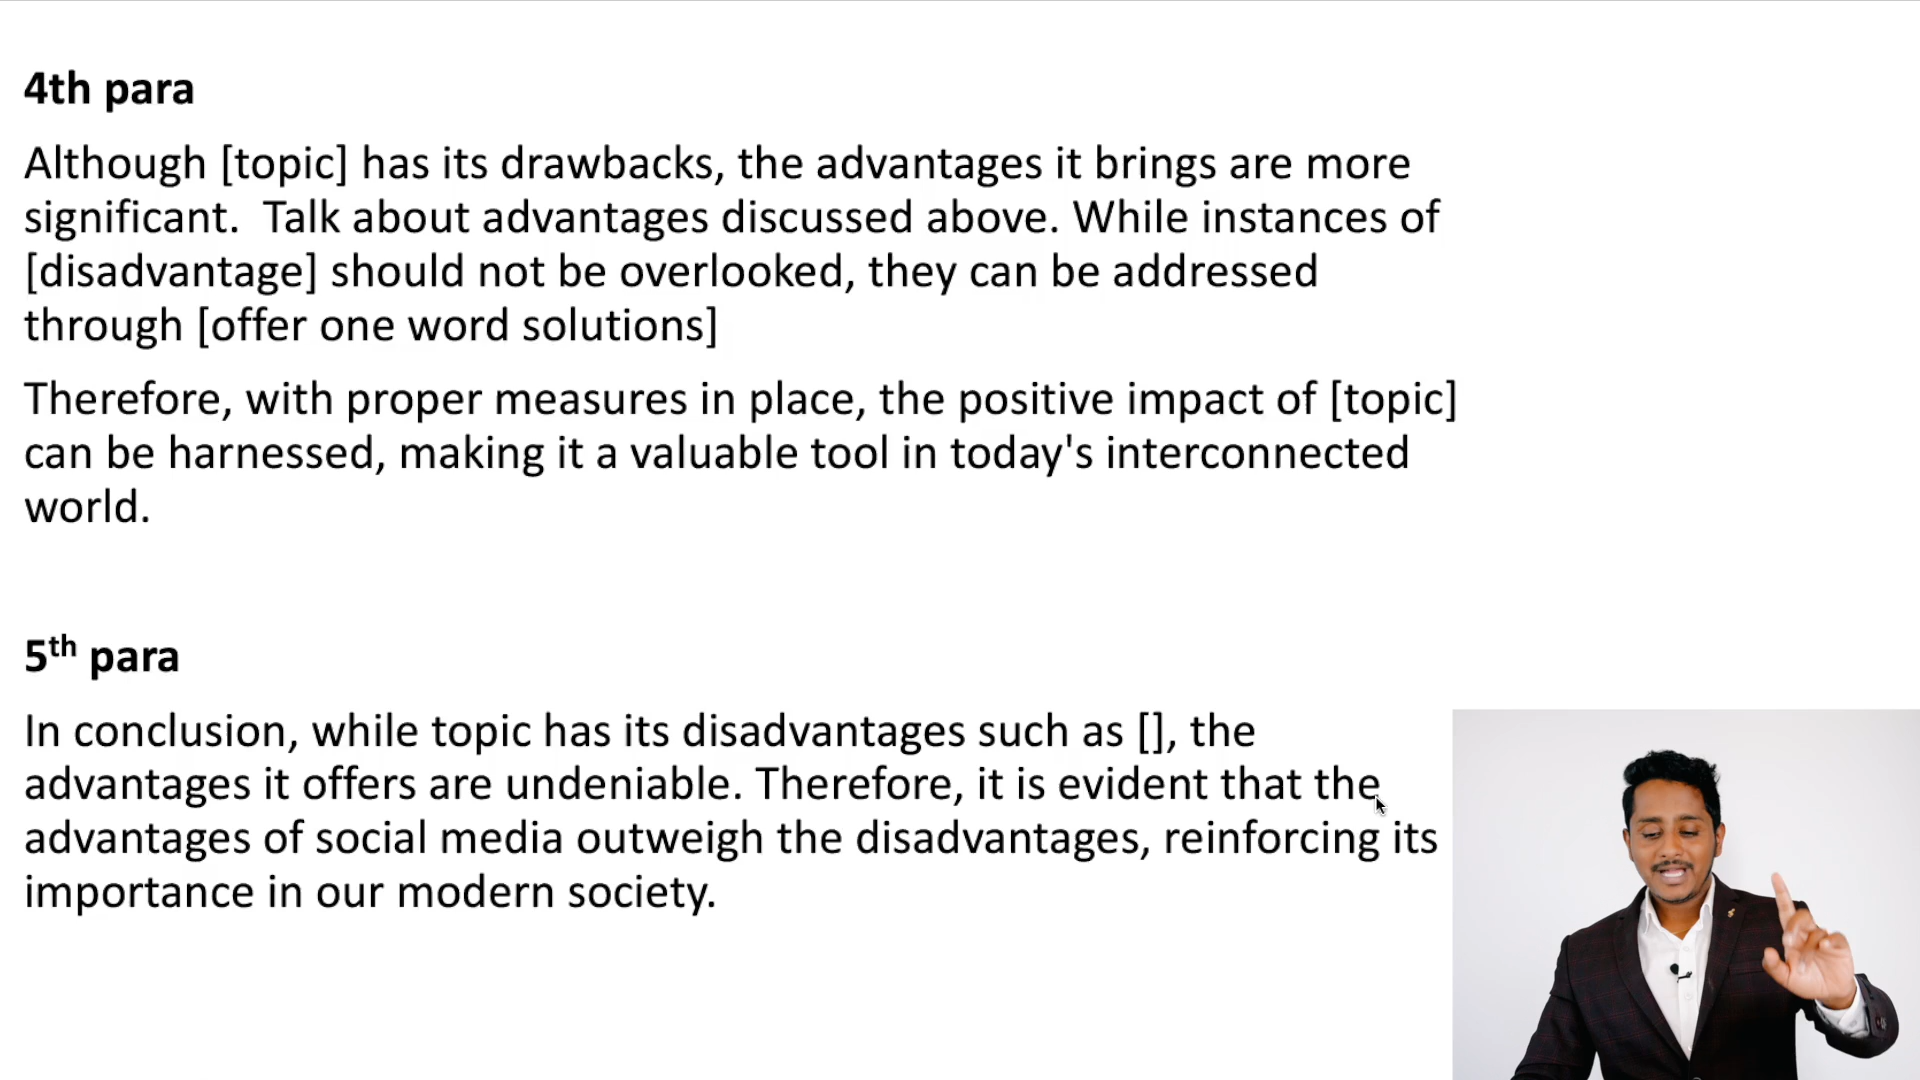 4th para
Although [topic] has its drawbacks, the advantages it brings are more
significant.  Talk about advantages discussed above. While instances of
[disadvantage] should not be overlooked, they can be addressed
through [offer one word solutions]
Therefore, with proper measures in place, the positive impact of [topic]
can be harnessed, making it a valuable tool in today's interconnected
world.
5th para
In conclusion, while topic has its disadvantages such as [], the
advantages it offers are undeniable. Therefore, it is evident that the
advantages of social media outweigh the disadvantages, reinforcing its
importance in our modern society.